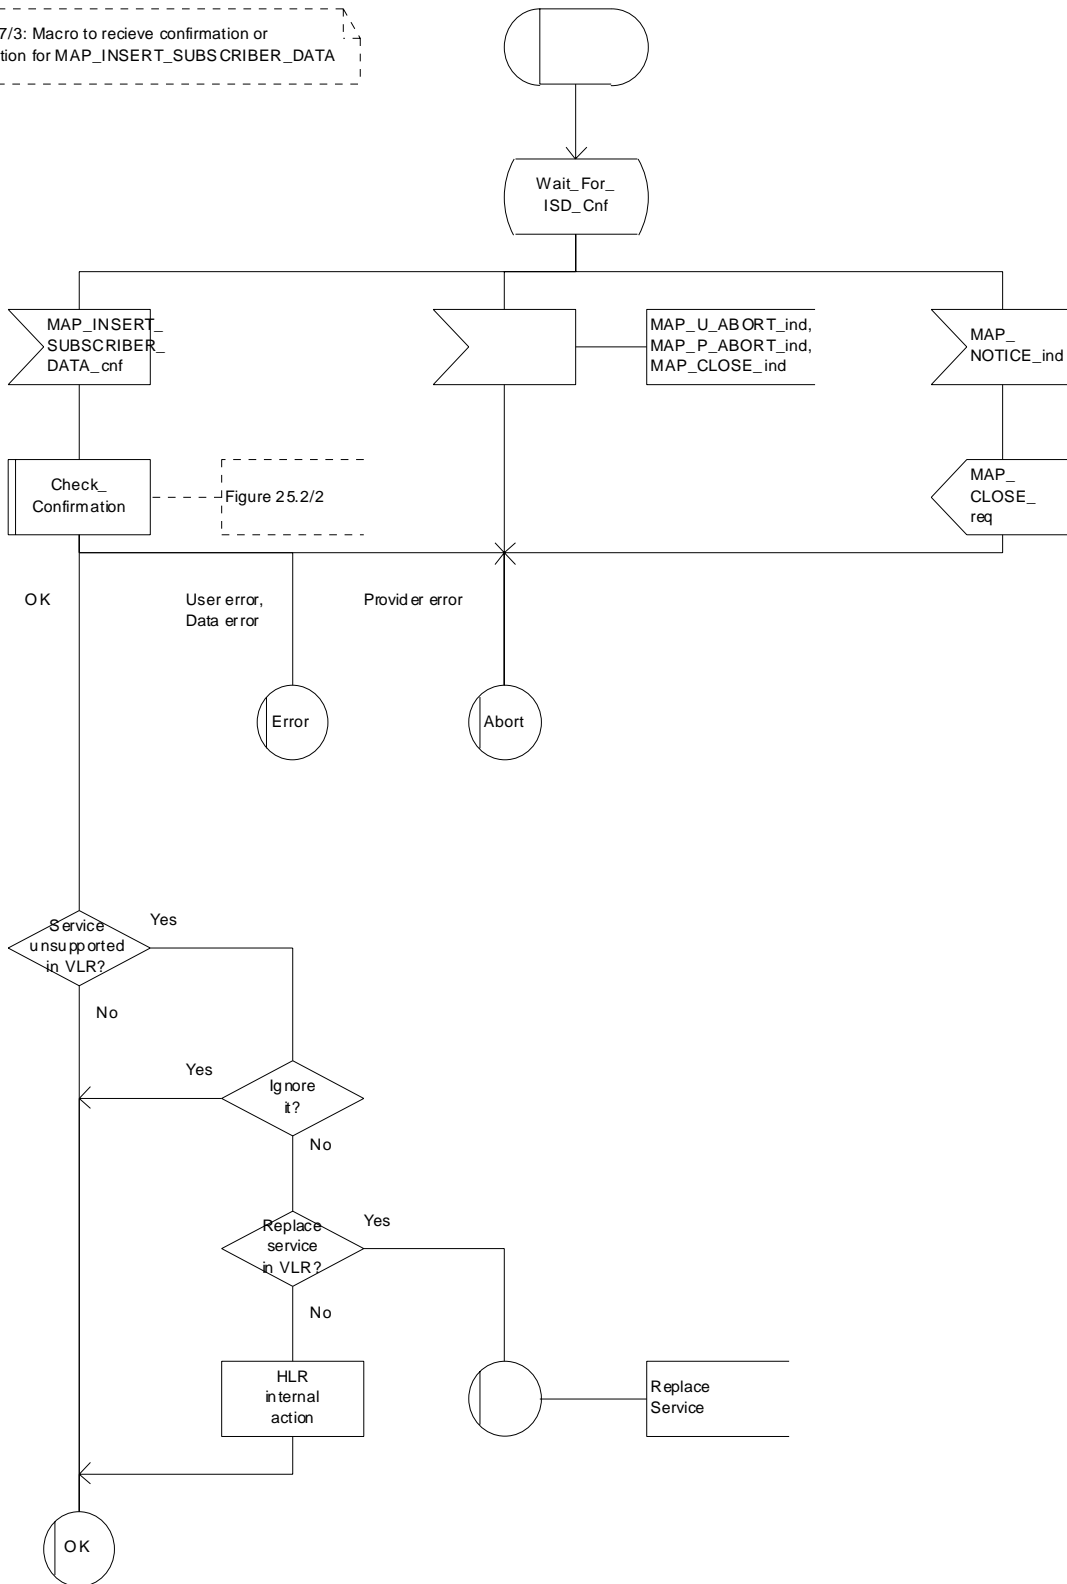 7/3: Macro to recieve confirmation or
tion for MAP_INSERT_SUBSCRIBER_DATA
Wait_For_
ISD_Cnf
MAP_INSERT_
SUBSCRIBER_
DATA_cnf
MAP_U_ABORT_ind,
MAP_P_ABORT_ind,
MAP_CLOSE_ind
MAP_
NOTICE_ind
Check_
Confirmation
Figure 25.2/2
MAP_
CLOSE_
req
OK
User error,
Data error
Provider error
Error
Abort
Service
unsupported
in VLR?
Yes
No
Yes
Ignore
it?
No
Replace
service
in VLR?
Yes
No
HLR
internal
action
Replace
Service
OK